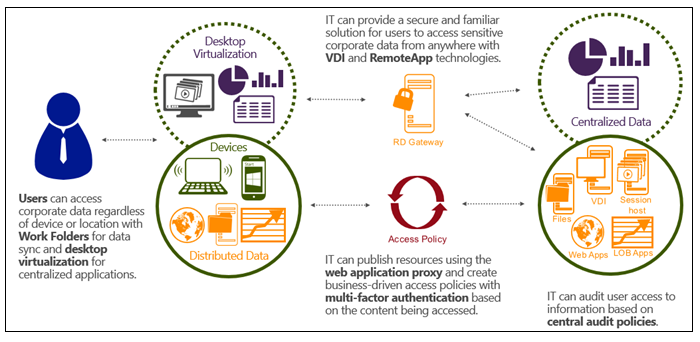 Desktop
Virtualization
IT can provide a secure and familiar
solution for users to access sensitive
corporate data from anywhere with
VDI and RemoteApp technologies.
RD Gateway
Centralized Data
Devices
Start
Distributed Data
Users can access
corporate data regardless
of device or location with
Work Folders for data
sync and desktop
virtualization for
centralized applications.
Access Policy
IT can publish resources using the
web application proxy and create
business-driven access policies with
multi-factor authentication based
on the content being accessed.
Files
VDI
Session
host
Web Apps
LOB Apps
IT can audit user access to
information based on
central audit policies.